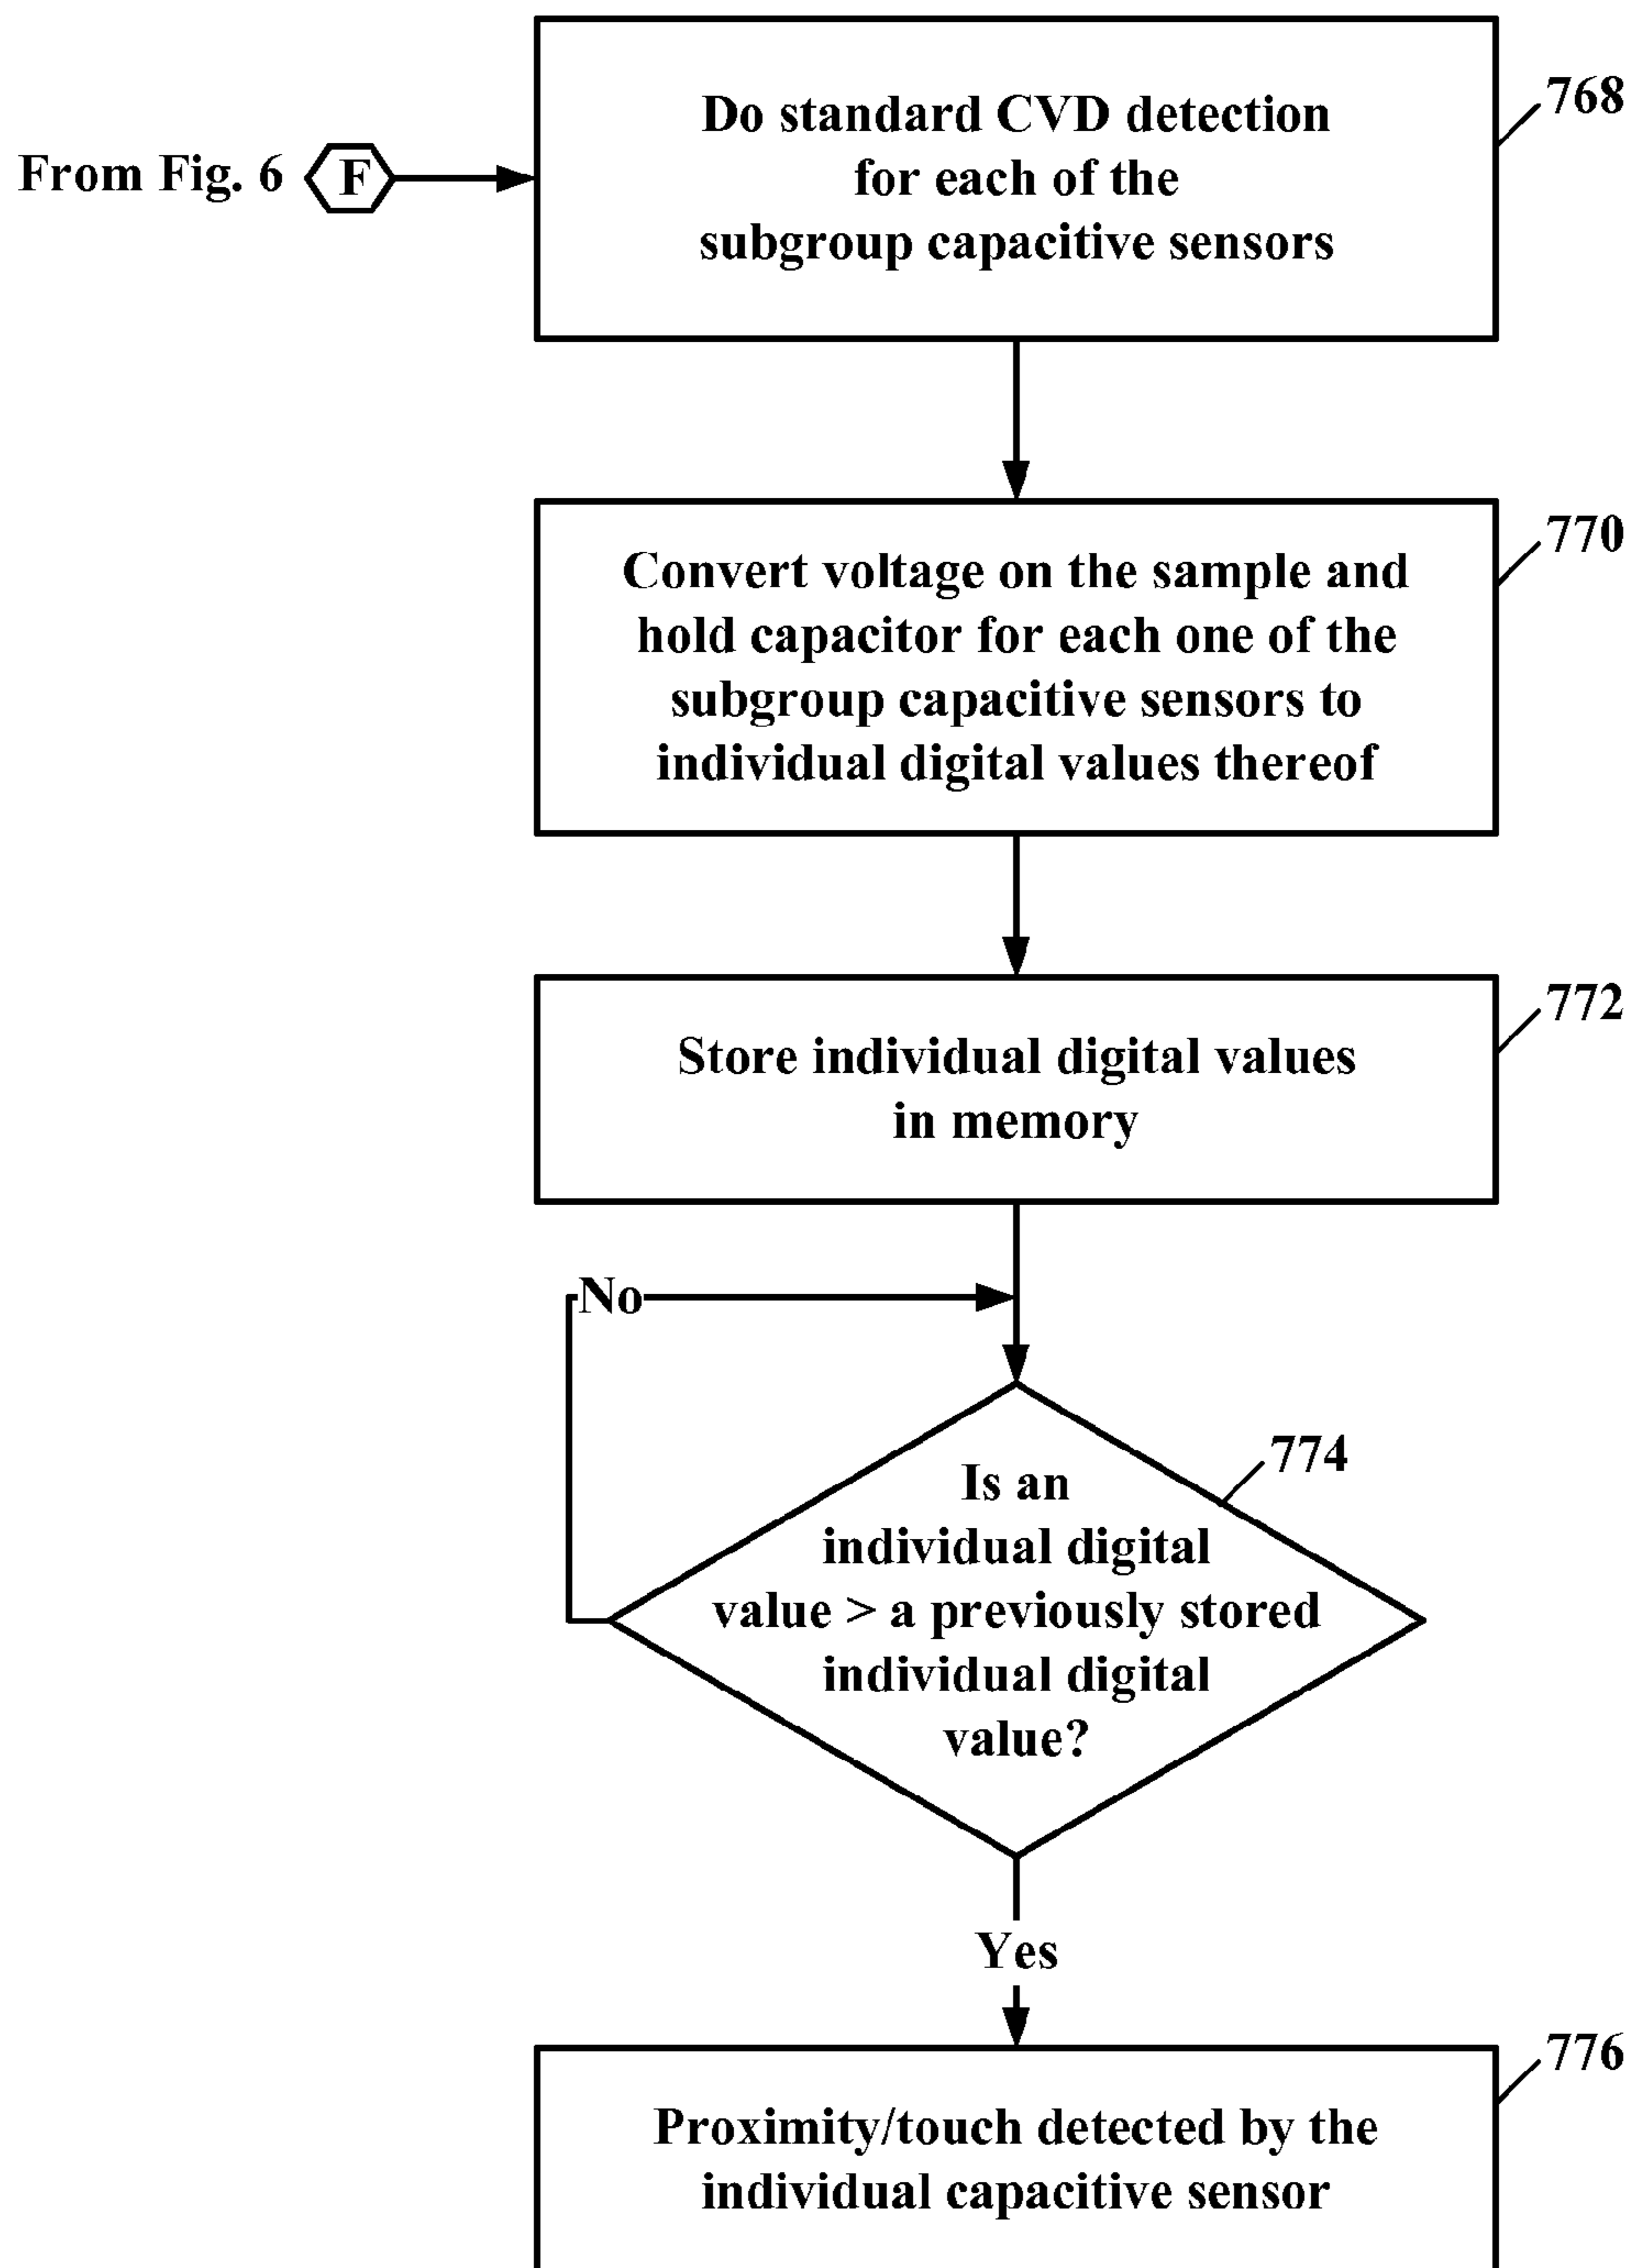 Do standard CVD detection
for each of the
subgroup capacitive sensors
768
From Fig. 6
F
Convert voltage on the sample and
hold capacitor for each one of the
subgroup capacitive sensors to
individual digital values thereof
770
Store individual digital values
in memory
772
No
Is an
individual digital
value > a previously stored
individual digital
value?
774
Yes
Proximity/touch detected by the
individual capacitive sensor
776